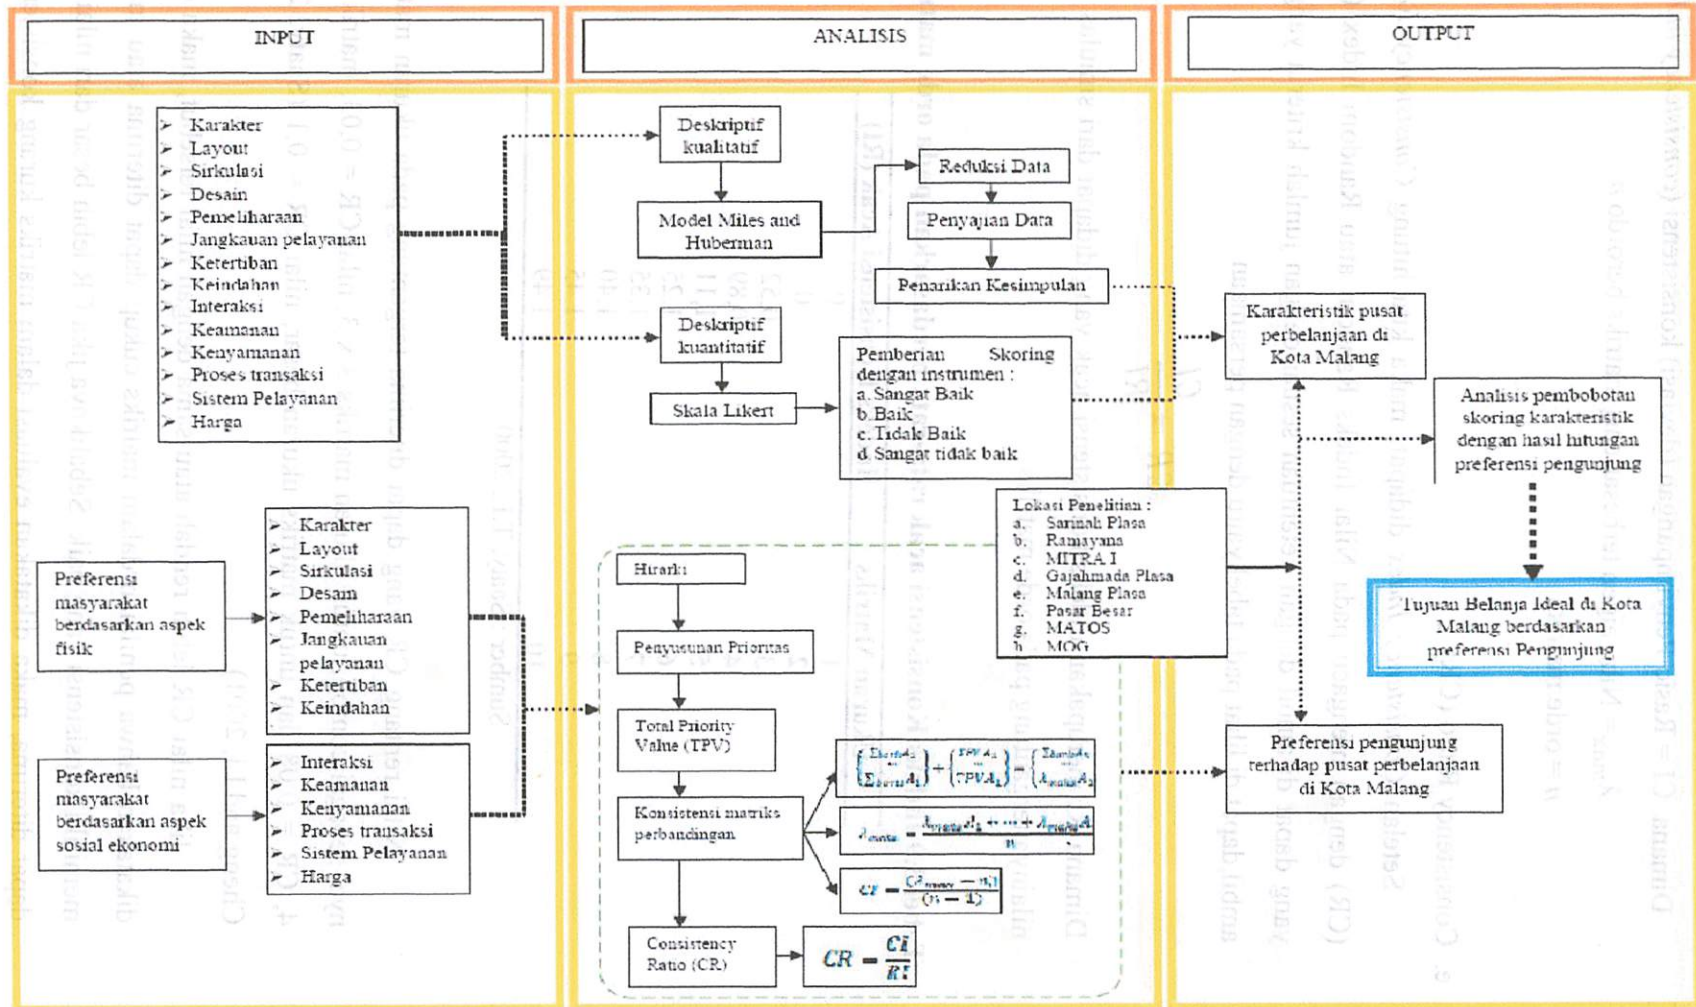 INPUT
ANALISIS
OUTPUT
Karakter
Layout
Sirkulasi
Desain
Pemeliharaan
Jangkauan pelayanan
Ketertiban
Keindahan
Interaksi
Keamanan
Kenyamanan
Proses transaksi
Sistem Pelayanan
Harga
Preferensi
masyarakat
berdasarkan aspek
fisik
Karakter
Layout
Sirkulasi
Desain
Pemeliharaan
Jangkauan
pelayanan
Ketertiban
Keindahan
Preferensi
masyarakat
berdasarkan aspek
sosial ekonomi
Interaksi
Keamanan
Kenyamanan
Proses transaksi
Sistem Pelayanan
Harga
Deskriptif
kualitatif
Model Miles and
Huberman
Reduksi Data
Penyajian Data
Penarikan Kesimpulan
Deskriptif
kuantitatif
Skala Likert
Pemberian Skoring
dengan instrumen :
a. Sangat Baik
b. Baik
c. Tidak Baik
d. Sangat tidak baik
Lokasi Penelitian :
a. Sarinah Plasa
b. Ramayana
c. MITRA I
d. Gajahmada Plasa
e. Malang Plasa
f. Pasar Besar
g. MATOS
h. MOG
Hirarki
Penyusunan Prioritas
Total Priority
Value (TPV)
Konsistensi matriks
perbandingan
Consistency
Ratio (CR)
CR = CI / RI
Karakteristik pusat
perbelanjaan di
Kota Malang
Analisis pembobotan
skoring karakteristik
dengan hasil hitungan
preferensi pengunjung
Tujuan Belanja Ideal di Kota
Malang berdasarkan
preferensi Pengunjung
Preferensi pengunjung
terhadap pusat perbelanjaan
di Kota Malang